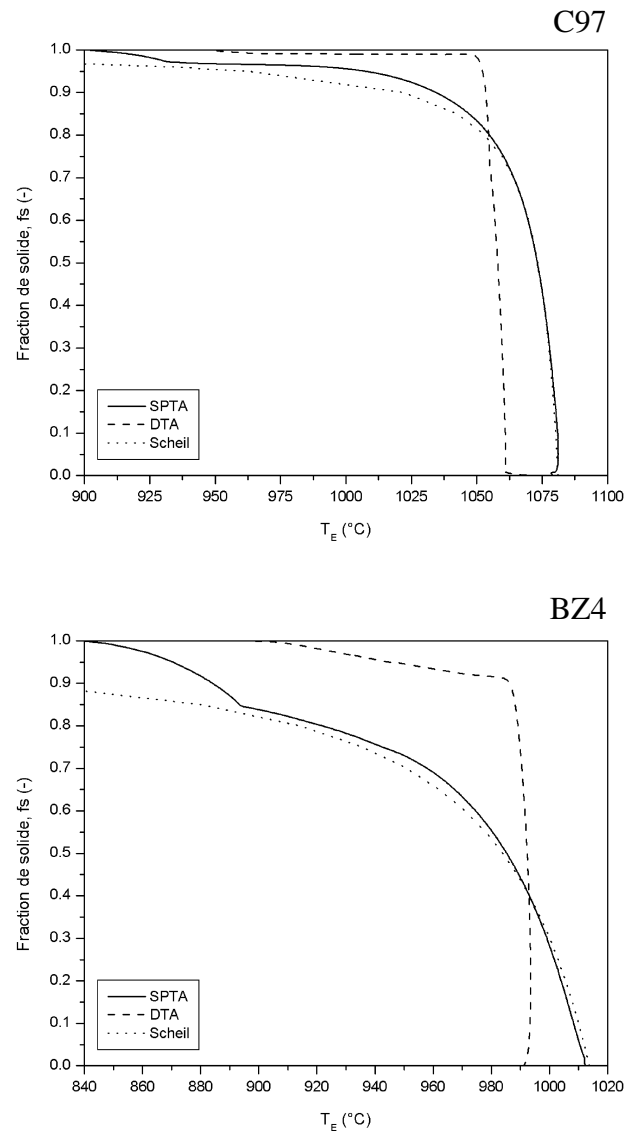 C97
1.0
0.9
0.8
0.7
0.6
0.5
0.4
0.3
0.2
0.1
0.0
Fraction de solide, fs (-)
SPTA
DTA
Scheil
900 925 950 975 1000 1025 1050 1075 1100
T_E (°C)
BZ4
1.0
0.9
0.8
0.7
0.6
0.5
0.4
0.3
0.2
0.1
0.0
Fraction de solide, fs (-)
SPTA
DTA
Scheil
840 860 880 900 920 940 960 980 1000 1020
T_E (°C)